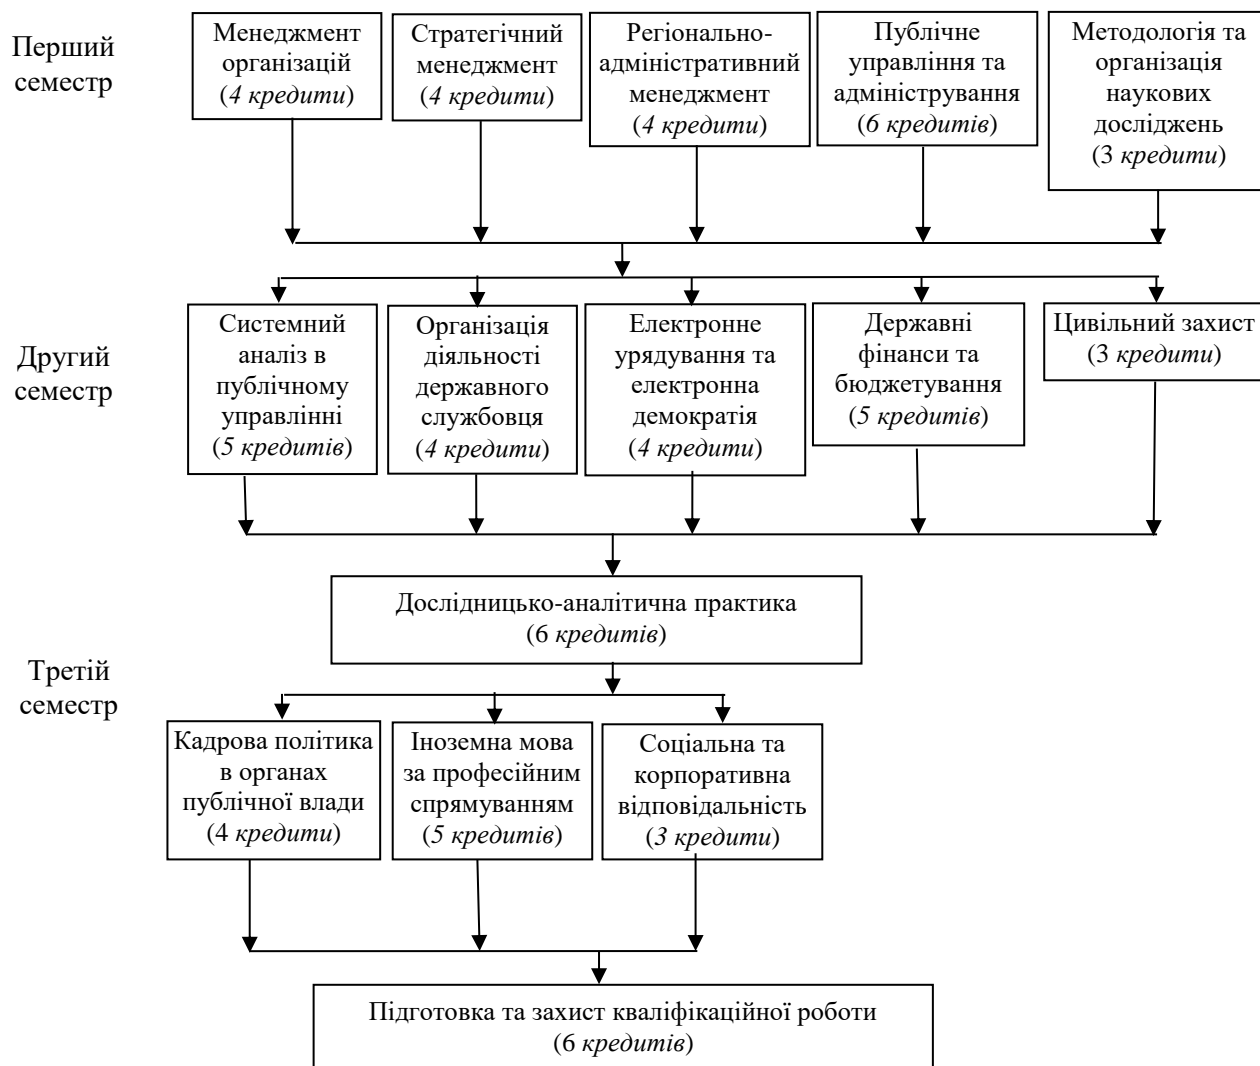 Перший
семестр
Менеджмент
організацій
(4 кредити)
Стратегічний
менеджмент
(4 кредити)
Регіонально-
адміністративний
менеджмент
(4 кредити)
Публічне
управління та
адміністрування
(6 кредитів)
Методологія та
організація
наукових
досліджень
(3 кредити)
Другий
семестр
Системний
аналіз в
публічному
управлінні
(5 кредитів)
Організація
діяльності
державного
службовця
(4 кредити)
Електронне
урядування та
електронна
демократія
(4 кредити)
Державні
фінанси та
бюджетування
(5 кредитів)
Цивільний захист
(3 кредити)
Дослідницько-аналітична практика
(6 кредитів)
Третій
семестр
Кадрова політика
в органах
публічної влади
(4 кредити)
Іноземна мова
за професійним
спрямуванням
(5 кредитів)
Соціальна та
корпоративна
відповідальність
(3 кредити)
Підготовка та захист кваліфікаційної роботи
(6 кредитів)